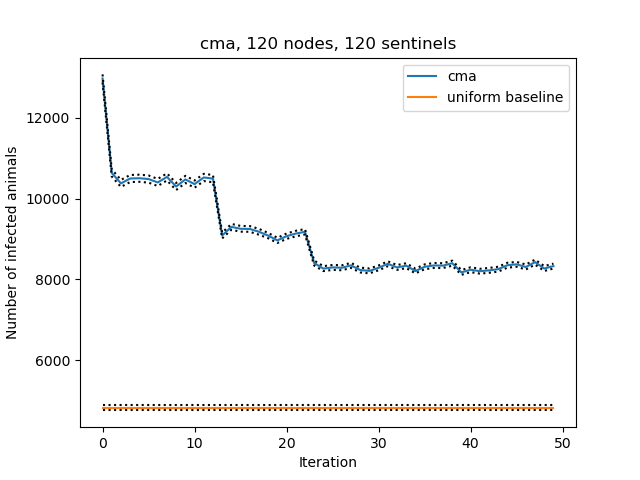 cma, 120 nodes, 120 sentinels
cma
uniform baseline
12000
10000
8000
6000
Number of infected animals
0 10 20 30 40 50
Iteration